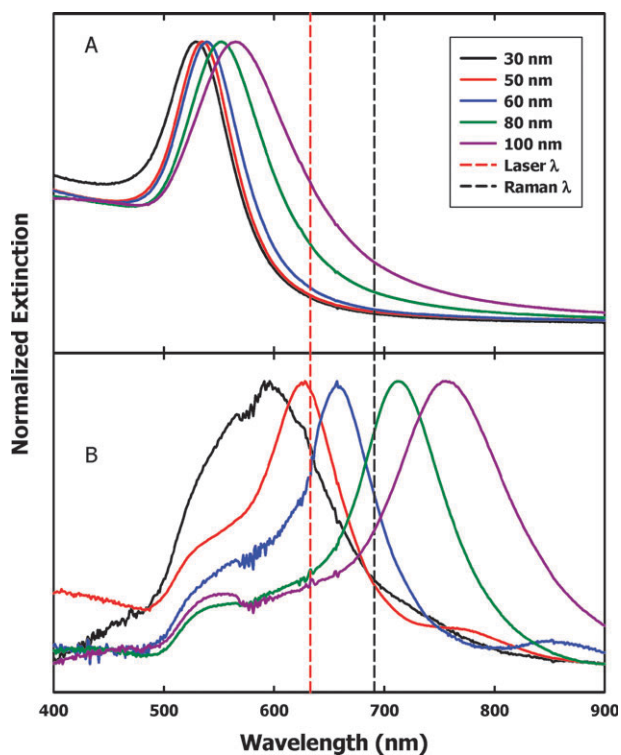 A
30 nm
50 nm
60 nm
80 nm
100 nm
Laser λ
Raman λ
Normalized Extinction
B
400 500 600 700 800 900
Wavelength (nm)